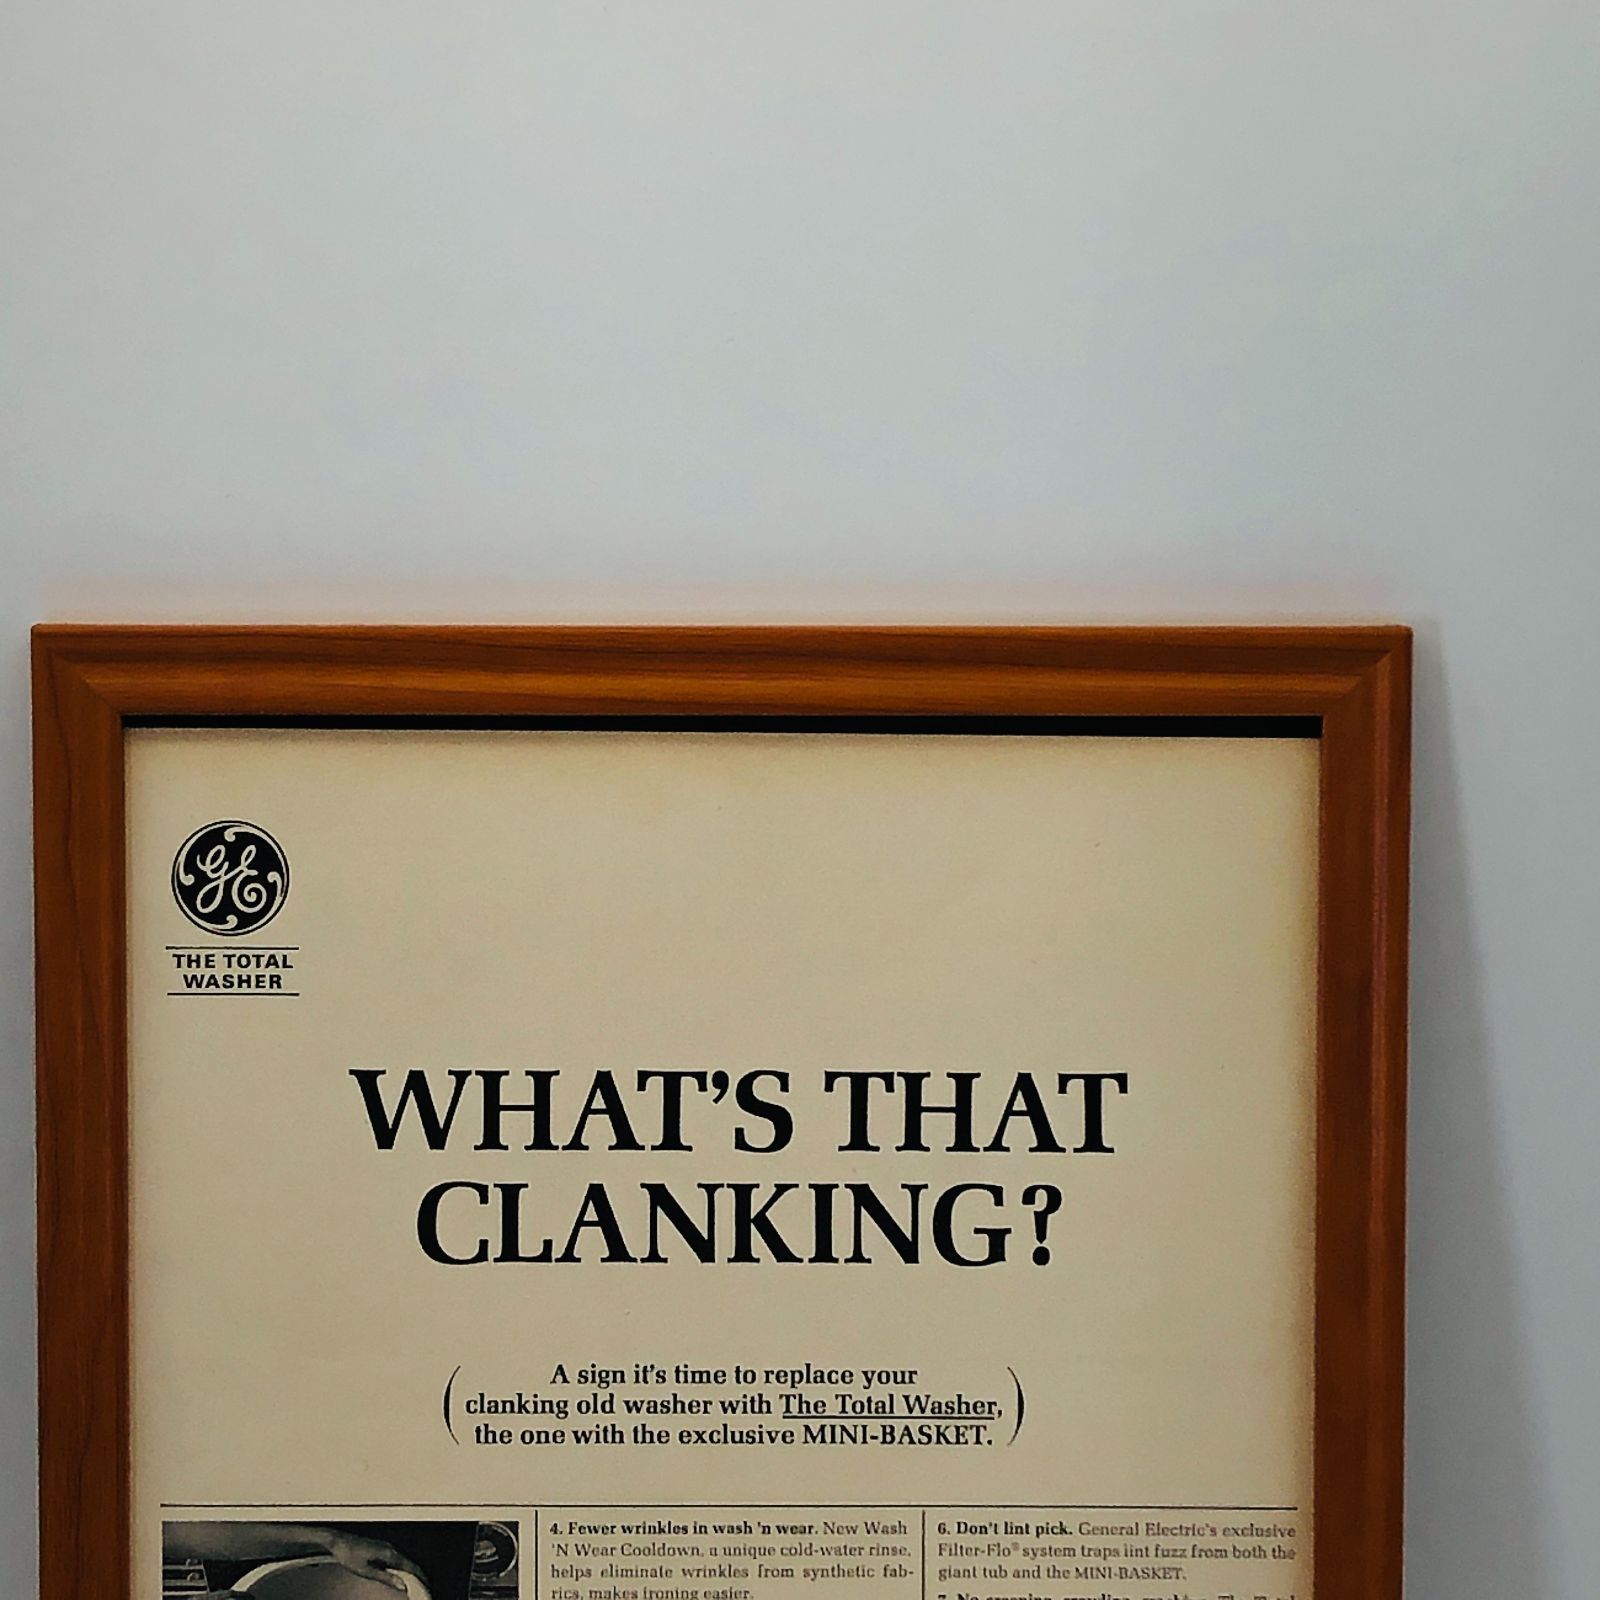 GE
THE TOTAL
WASHER
WHAT'S THAT
CLANKING?
A sign it's time to replace your
clanking old washer with The Total Washer,
the one with the exclusive MINI-BASKET.
4. Fewer wrinkles in wash 'n wear. New Wash
'N Wear Cooldown, a unique cold-water rinse,
helps eliminate wrinkles from synthetic fab-
rics, makes ironing easier.
6. Don't lint pick. General Electric's exclusive
Filter-Flo® system traps lint fuzz from both the
giant tub and the MINI-BASKET.